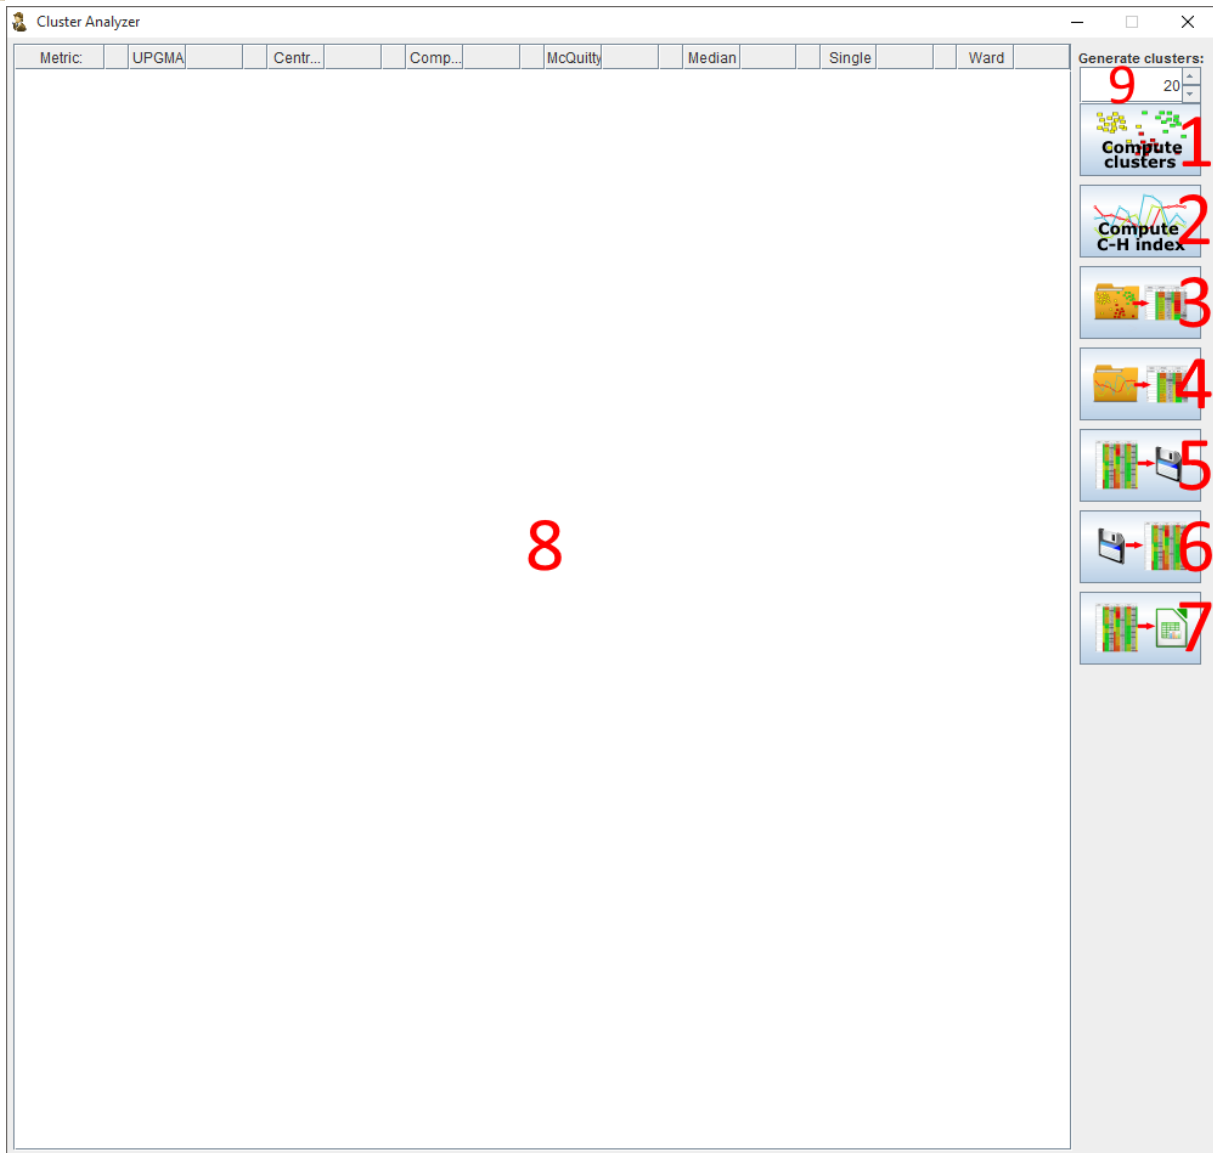 Cluster Analyzer
Metric: UPGMA Centr... Comp... McQuitty Median Single Ward
Generate clusters:
9 20
Compute clusters 1
Compute C-H index 2
3
4
5
8
6
7